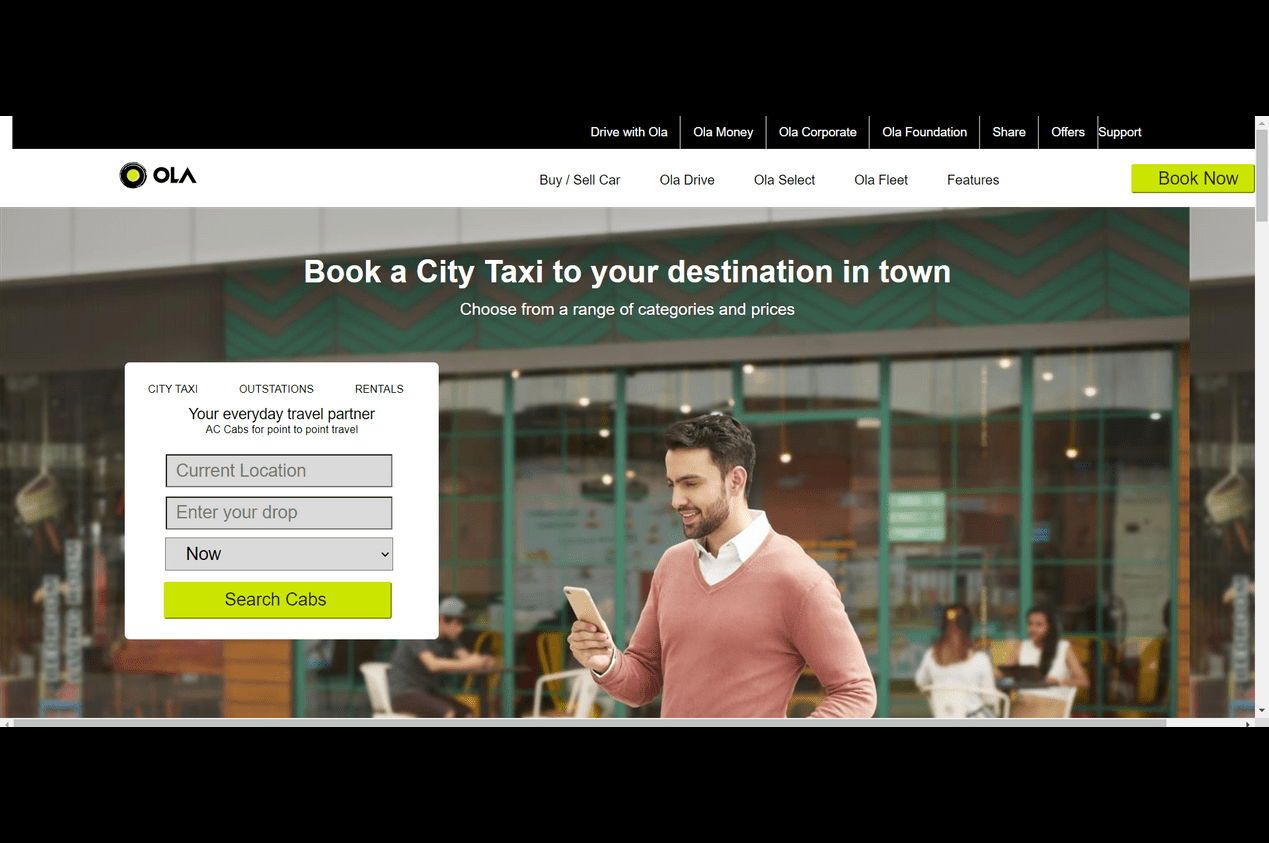 Drive with Ola Ola Money Ola Corporate Ola Foundation Share Offers Support
OLA Buy / Sell Car Ola Drive Ola Select Ola Fleet Features Book Now
Book a City Taxi to your destination in town
Choose from a range of categories and prices
CITY TAXI OUTSTATIONS RENTALS
Your everyday travel partner
AC Cabs for point to point travel
Current Location
Enter your drop
Now
Search Cabs